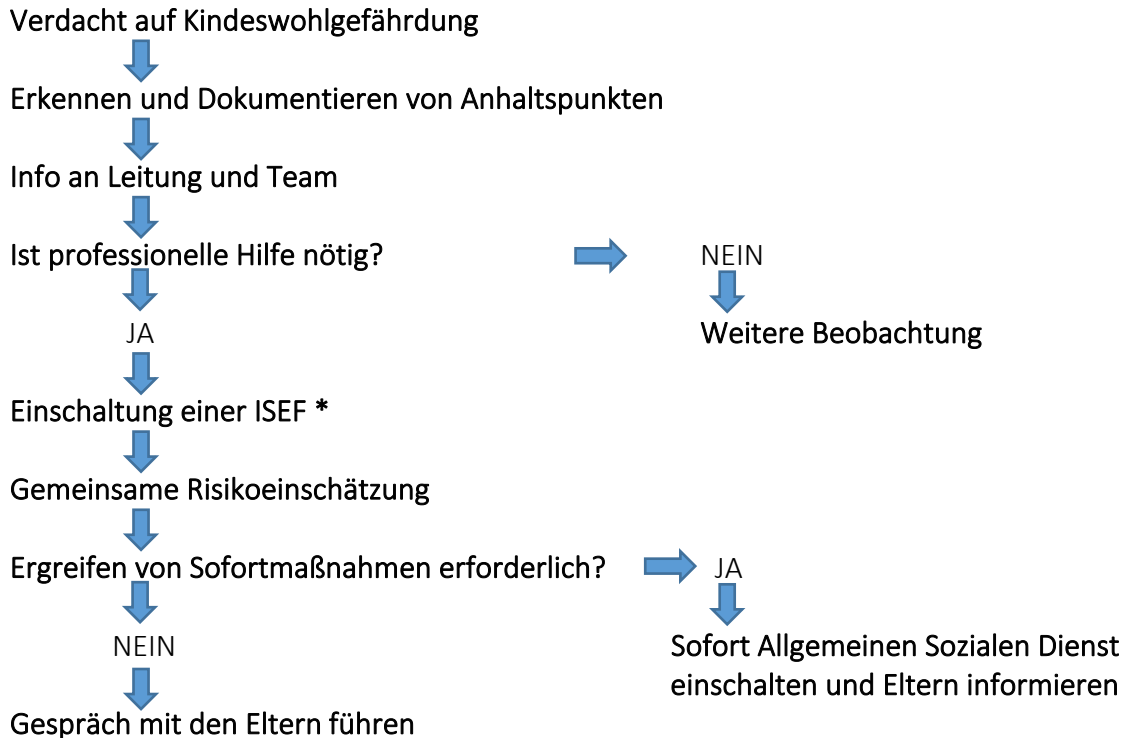 Verdacht auf Kindeswohlgefährdung
Erkennen und Dokumentieren von Anhaltspunkten
Info an Leitung und Team
Ist professionelle Hilfe nötig?
NEIN
JA
Weitere Beobachtung
Einschaltung einer ISEF *
Gemeinsame Risikoeinschätzung
Ergreifen von Sofortmaßnahmen erforderlich?
JA
NEIN
Sofort Allgemeinen Sozialen Dienst
einschalten und Eltern informieren
Gespräch mit den Eltern führen